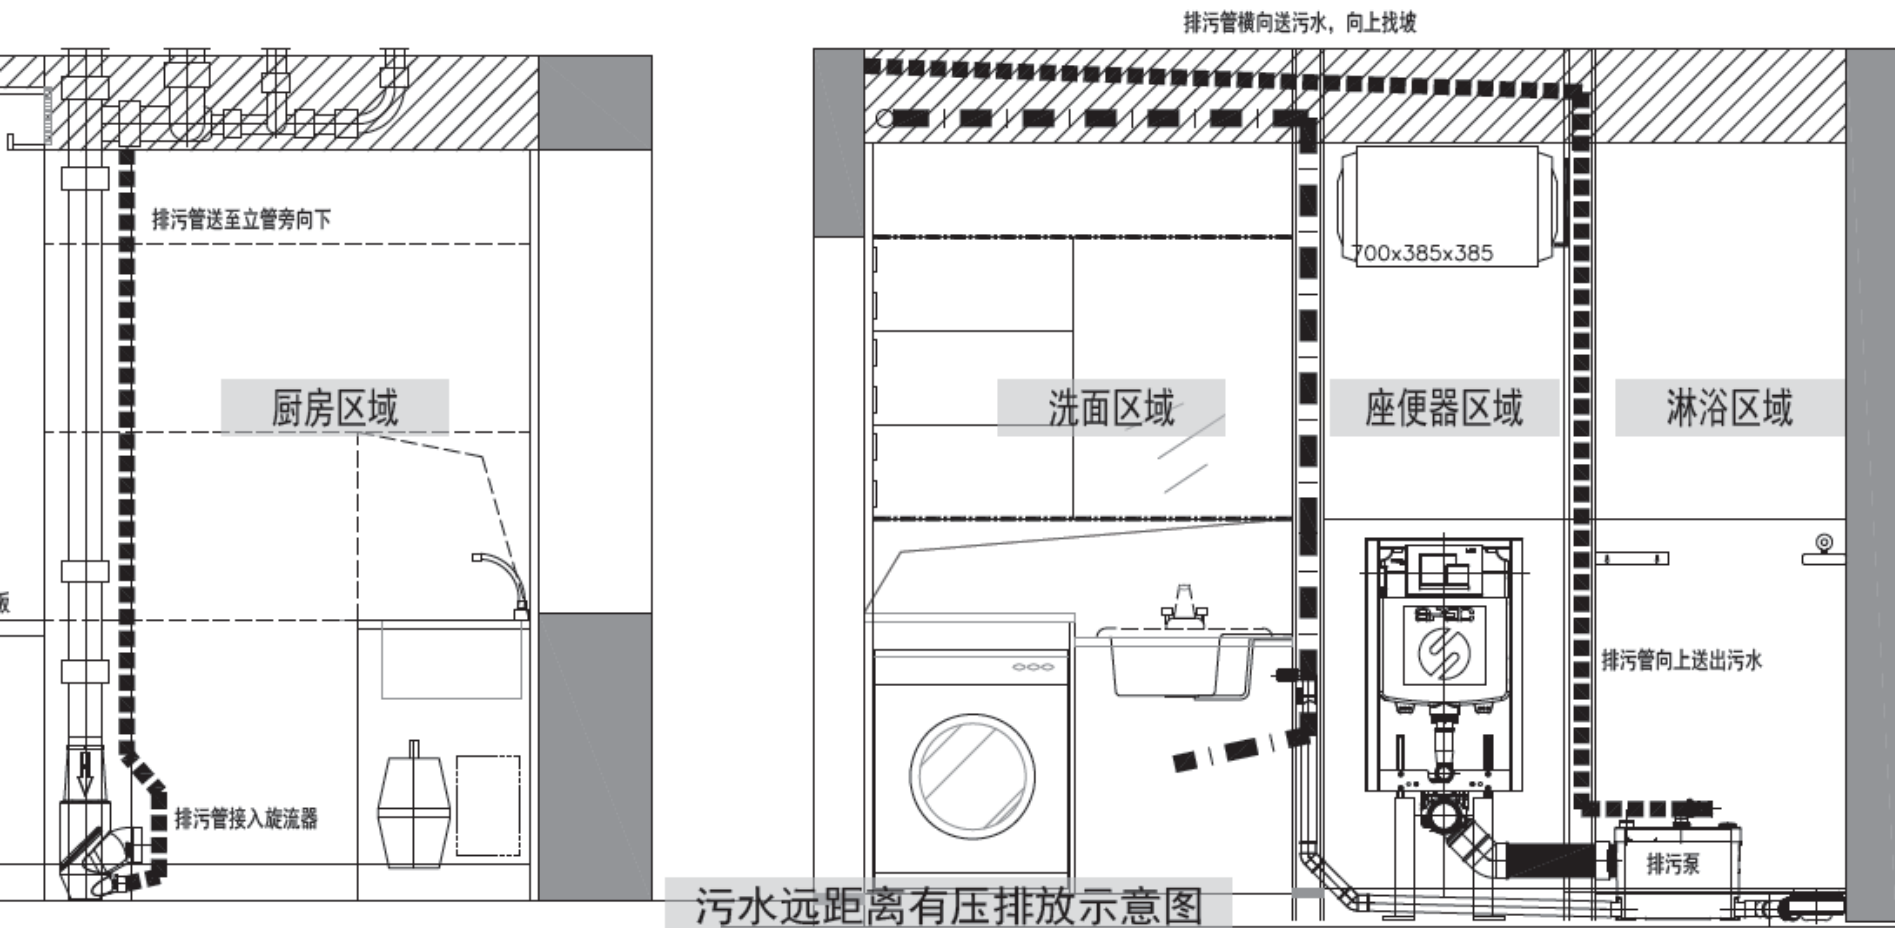 排污管横向送污水，向上找坡
排污管送至立管旁向下
700x385x385
厨房区域
洗面区域
座便器区域
淋浴区域
排污管向上送出污水
排污管接入旋流器
排污泵
污水远距离有压排放示意图